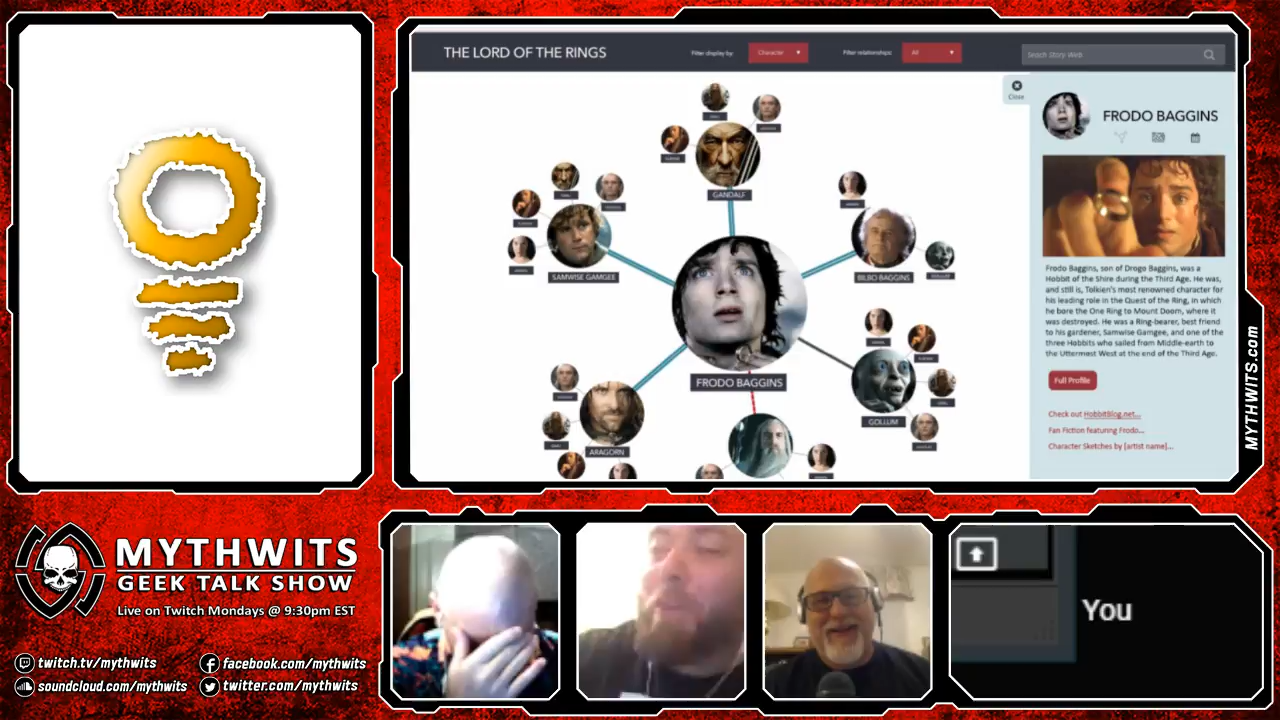 THE LORD OF THE RINGS
Filter display by:
Character
Filter relationships:
All
Search Story Web
Close
FRODO BAGGINS
GANDALF
SAMWISE GAMGEE
BILBO BAGGINS
FRODO BAGGINS
GOLLUM
ARAGORN
Frodo Baggins, son of Drogo Baggins, was a
Hobbit of the Shire during the Third Age. He was,
and still is, Tolkien's most renowned character for
his leading role in the Quest of the Ring, in which
he bore the One Ring to Mount Doom, where it
was destroyed. He was a Ring-bearer, best friend
to his gardener, Samwise Gamgee, and one of the
three Hobbits who sailed from Middle-earth to
the Uttermost West at the end of the Third Age.
Full Profile
Check out HobbitBlog.net...
Fan Fiction featuring Frodo...
Character Sketches by [artist name]...
MYTHWITS.com
MYTHWITS
GEEK TALK SHOW
Live on Twitch Mondays @ 9:30pm EST
twitch.tv/mythwits
facebook.com/mythwits
soundcloud.com/mythwits
twitter.com/mythwits
You